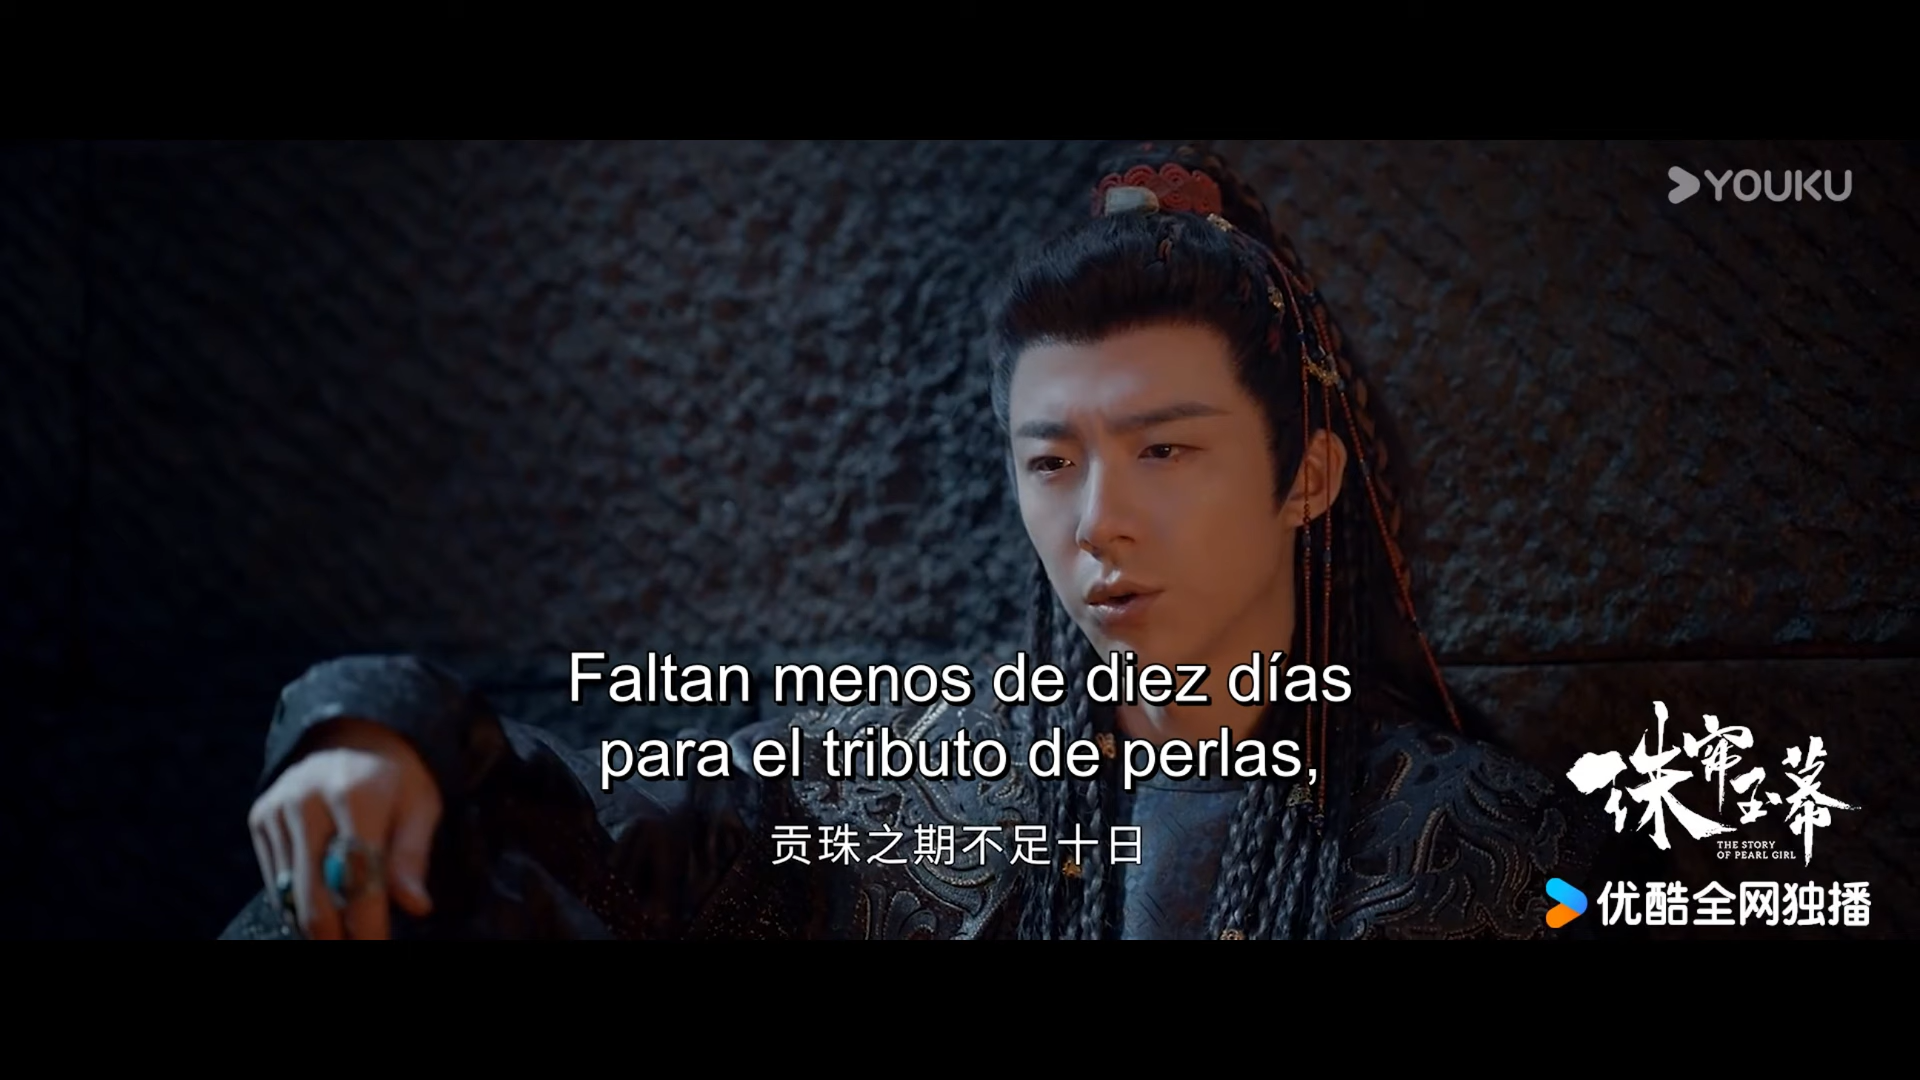 YOUKU
Faltan menos de diez días
para el tributo de perlas,
贡珠之期不足十日
珠帘玉幕
THE STORY
OF PEARL GIRL
优酷全网独播